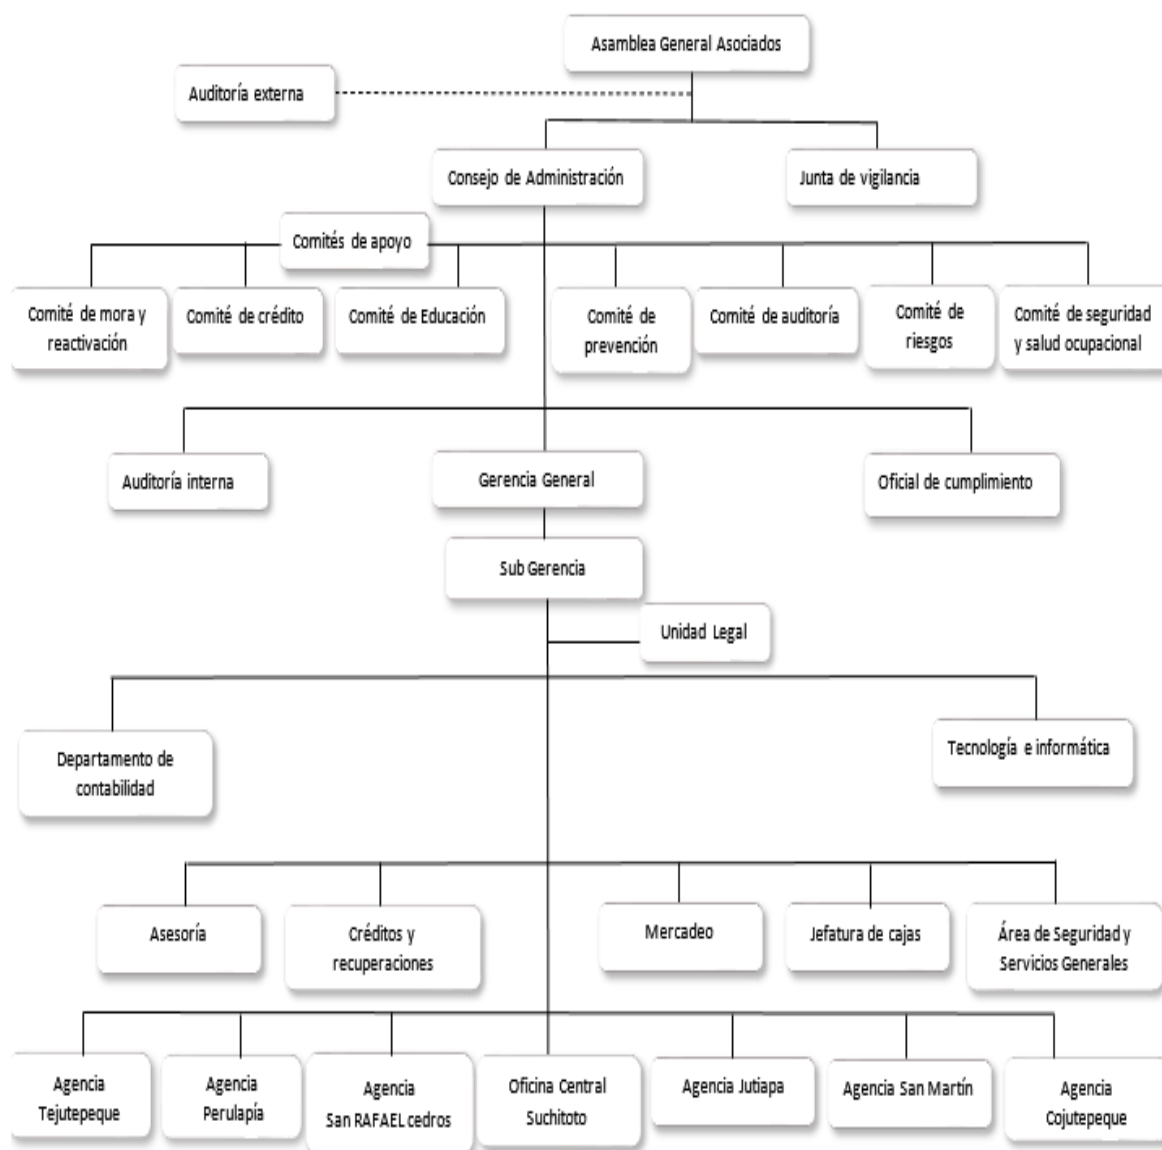 Asamblea General Asociados
Auditoría externa
Consejo de Administración
Junta de vigilancia
Comités de apoyo
Comité de mora y
reactivación
Comité de crédito
Comité de Educación
Comité de
prevención
Comité de auditoría
Comité de
riesgos
Comité de seguridad
y salud ocupacional
Auditoría interna
Gerencia General
Oficial de cumplimiento
Sub Gerencia
Unidad Legal
Departamento de
contabilidad
Tecnología e informática
Asesoría
Créditos y
recuperaciones
Mercadeo
Jefatura de cajas
Área de Seguridad y
Servicios Generales
Agencia
Tejutepeque
Agencia
Perulapía
Agencia
San RAFAEL cedros
Oficina Central
Suchitoto
Agencia Jutiapa
Agencia San Martín
Agencia
Cojutepeque